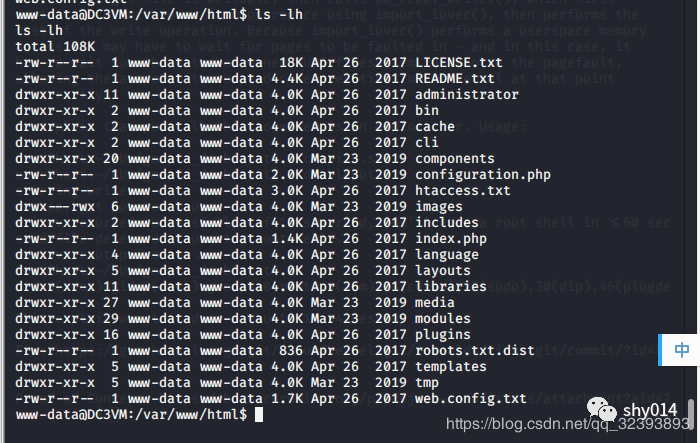 web.config.txt
www-data@DC3VM:/var/www/html$ ls -lh
ls -lh
total 108K
-rw-r--r-- 1 www-data www-data 18K Apr 26 2017 LICENSE.txt
-rw-r--r-- 1 www-data www-data 4.4K Apr 26 2017 README.txt
drwxr-xr-x 11 www-data www-data 4.0K Apr 26 2017 administrator
drwxr-xr-x 2 www-data www-data 4.0K Apr 26 2017 bin
drwxr-xr-x 2 www-data www-data 4.0K Apr 26 2017 cache
drwxr-xr-x 2 www-data www-data 4.0K Apr 26 2017 cli
drwxr-xr-x 20 www-data www-data 4.0K Mar 23 2019 components
-rw-r--r-- 1 www-data www-data 2.0K Mar 23 2019 configuration.php
-rw-r--r-- 1 www-data www-data 3.0K Apr 26 2017 htaccess.txt
drwx---rwx 6 www-data www-data 4.0K Mar 23 2019 images
drwxr-xr-x 2 www-data www-data 4.0K Apr 26 2017 includes
-rw-r--r-- 1 www-data www-data 1.4K Apr 26 2017 index.php
drwxr-xr-x 4 www-data www-data 4.0K Apr 26 2017 language
drwxr-xr-x 5 www-data www-data 4.0K Apr 26 2017 layouts
drwxr-xr-x 11 www-data www-data 4.0K Apr 26 2017 libraries
drwxr-xr-x 27 www-data www-data 4.0K Mar 23 2019 media
drwxr-xr-x 29 www-data www-data 4.0K Mar 23 2019 modules
drwxr-xr-x 16 www-data www-data 4.0K Apr 26 2017 plugins
-rw-r--r-- 1 www-data www-data 836 Apr 26 2017 robots.txt.dist
drwxr-xr-x 5 www-data www-data 4.0K Apr 26 2017 templates
drwxr-xr-x 5 www-data www-data 4.0K Mar 23 2019 tmp
-rw-r--r-- 1 www-data www-data 1.7K Apr 26 2017 web.config.txt
www-data@DC3VM:/var/www/html$
中
shy014
https://blog.csdn.net/qq_32393893